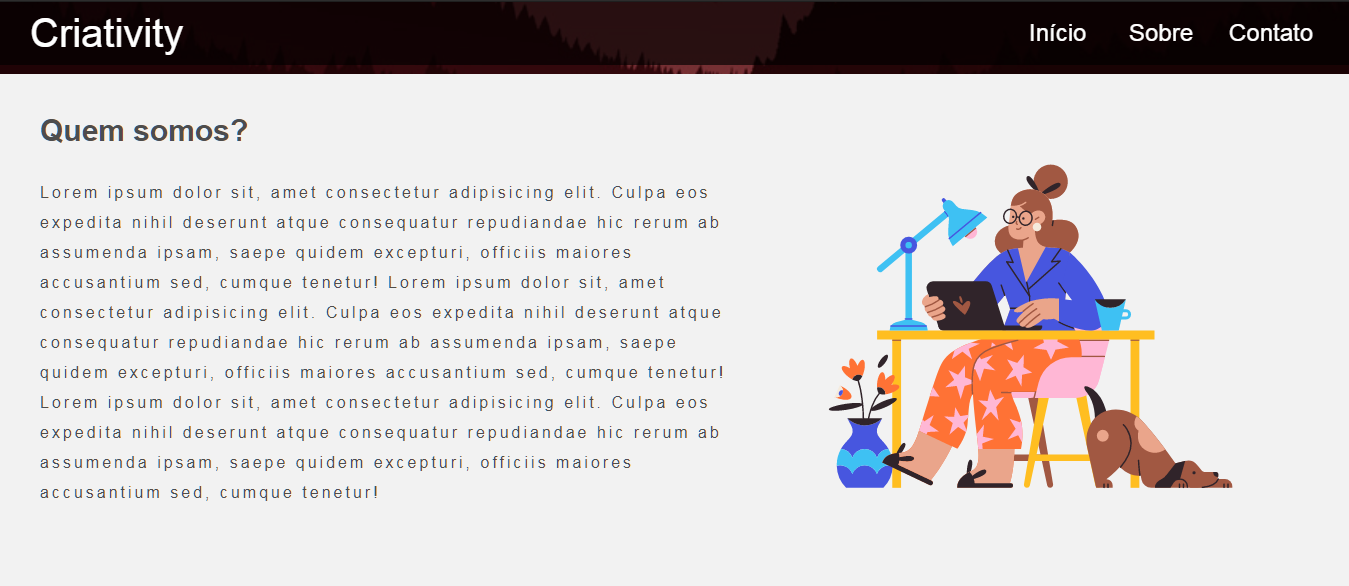 Criativity
Início Sobre Contato
Quem somos?
Lorem ipsum dolor sit, amet consectetur adipisicing elit. Culpa eos
expedita nihil deserunt atque consequatur repudiandae hic rerum ab
assumenda ipsam, saepe quidem excepturi, officiis maiores
accusantium sed, cumque tenetur! Lorem ipsum dolor sit, amet
consectetur adipisicing elit. Culpa eos expedita nihil deserunt atque
consequatur repudiandae hic rerum ab assumenda ipsam, saepe
quidem excepturi, officiis maiores accusantium sed, cumque tenetur!
Lorem ipsum dolor sit, amet consectetur adipisicing elit. Culpa eos
expedita nihil deserunt atque consequatur repudiandae hic rerum ab
assumenda ipsam, saepe quidem excepturi, officiis maiores
accusantium sed, cumque tenetur!